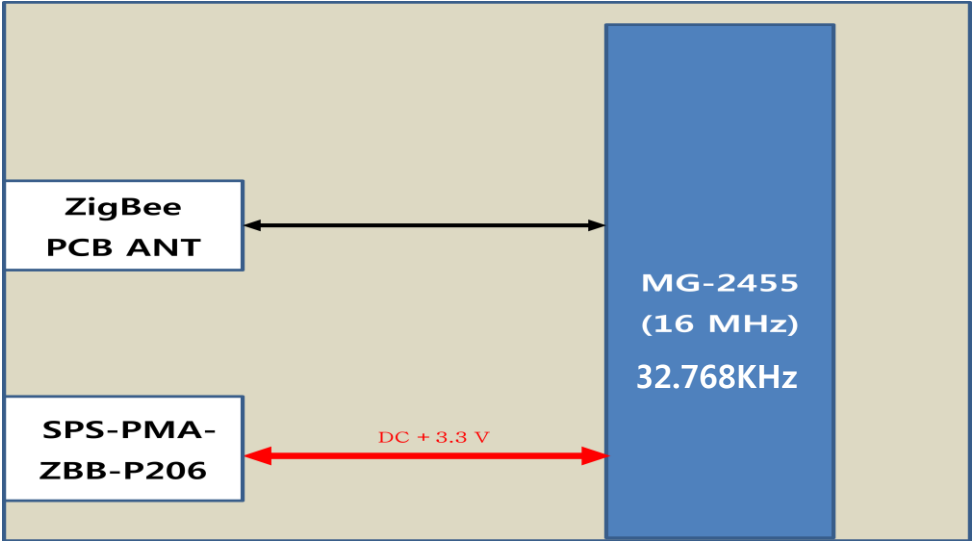 ZigBee
PCB ANT
MG-2455
(16 MHz)
32.768KHz
SPS-PMA-
ZBB-P206
DC + 3.3 V